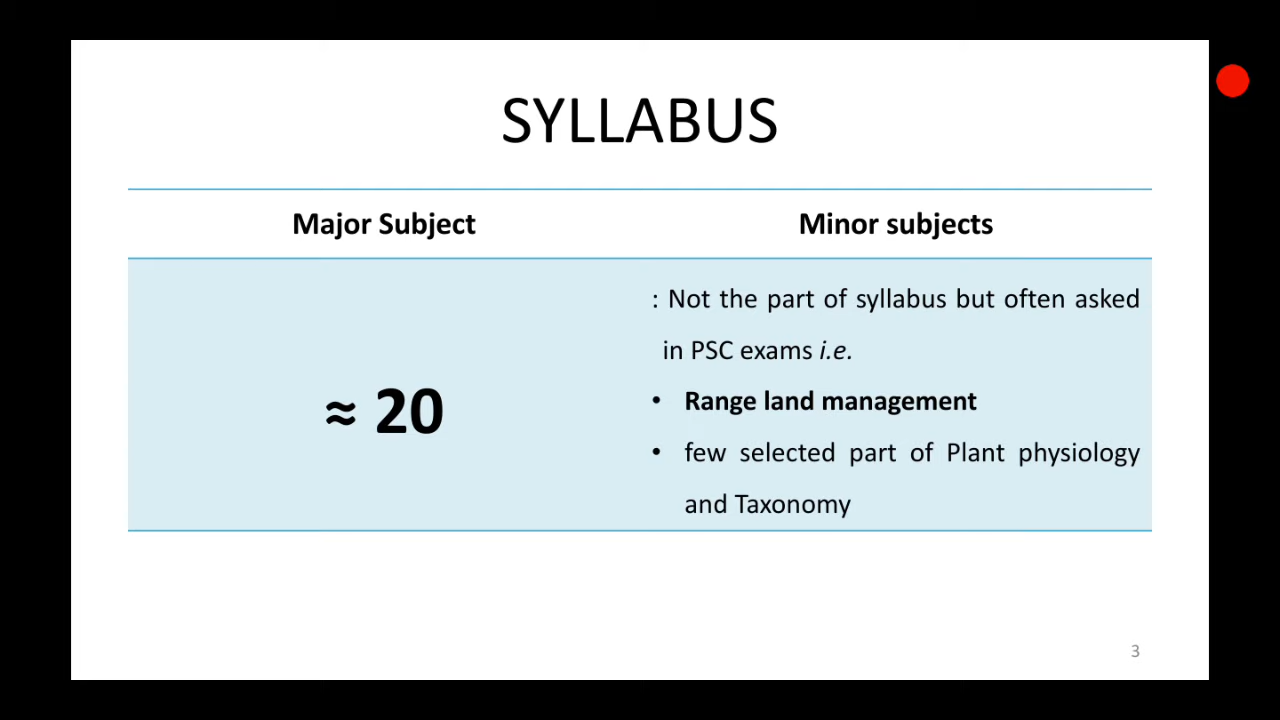 SYLLABUS
Major Subject
Minor subjects
≈ 20
: Not the part of syllabus but often asked
in PSC exams i.e.
• Range land management
• few selected part of Plant physiology
and Taxonomy
3